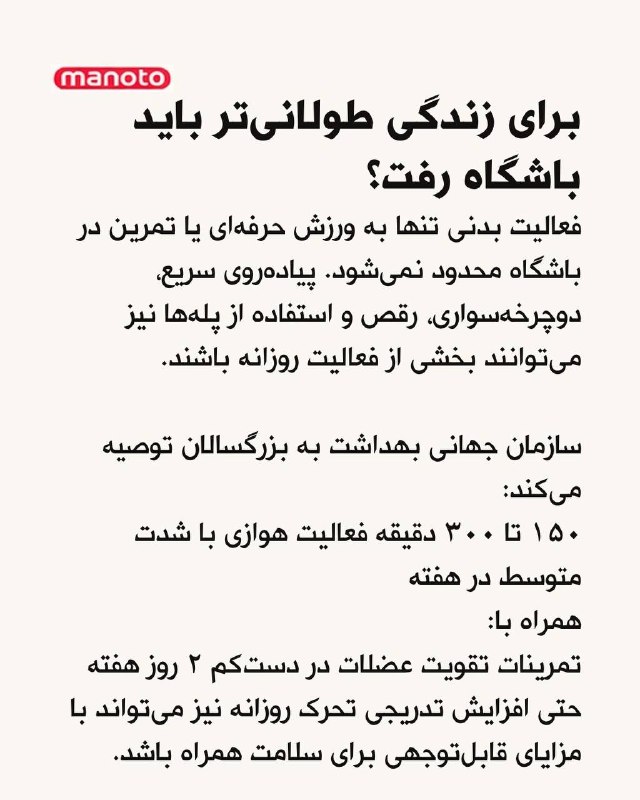 manoto
برای زندگی طولانی‌تر باید
باشگاه رفت؟
فعالیت بدنی تنها به ورزش حرفه‌ای یا تمرین در
باشگاه محدود نمی‌شود. پیاده‌روی سریع،
دوچرخه‌سواری، رقص و استفاده از پله‌ها نیز
می‌توانند بخشی از فعالیت روزانه باشند.
سازمان جهانی بهداشت به بزرگسالان توصیه
می‌کند:
۱۵۰ تا ۳۰۰ دقیقه فعالیت هوازی با شدت
متوسط در هفته
همراه با:
تمرینات تقویت عضلات در دست‌کم ۲ روز هفته
حتی افزایش تدریجی تحرک روزانه نیز می‌تواند با
مزایای قابل‌توجهی برای سلامت همراه باشد.